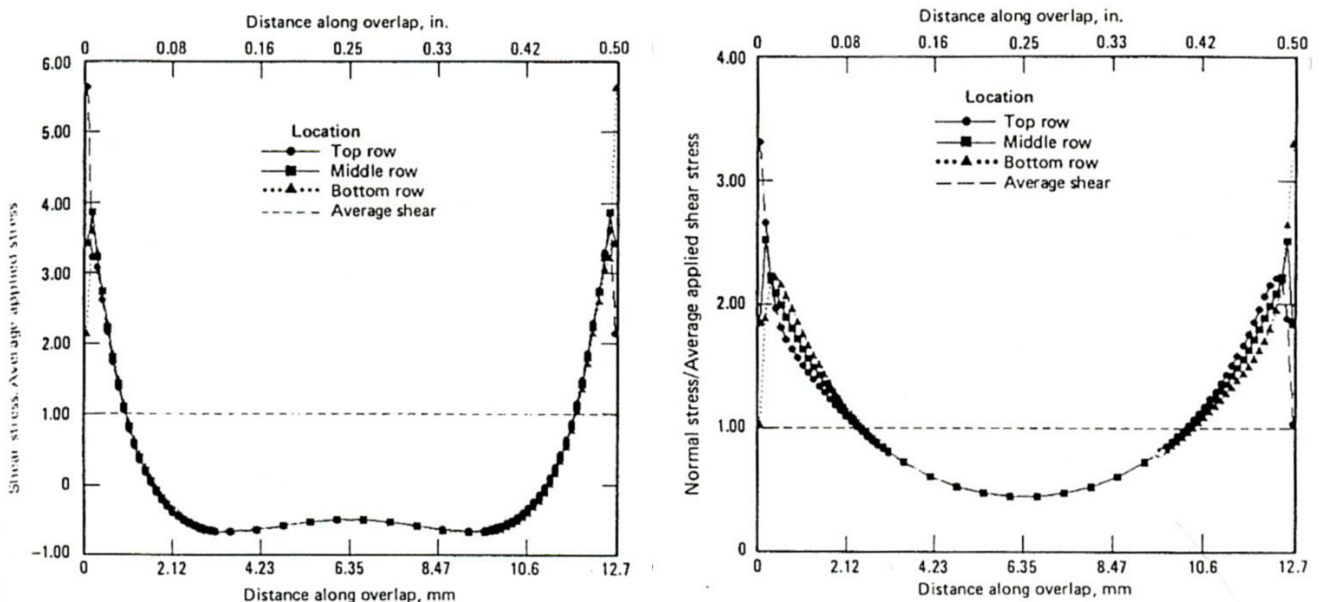 Distance along overlap, in.
0 0.08 0.16 0.25 0.33 0.42 0.50
6.00
5.00
4.00
3.00
2.00
1.00
0
-1.00
Shear stress. Average applied stress
Location
Top row
Middle row
Bottom row
Average shear
0 2.12 4.23 6.35 8.47 10.6 12.7
Distance along overlap, mm
Distance along overlap, in.
0 0.08 0.16 0.25 0.33 0.42 0.50
4.00
3.00
2.00
1.00
0
Normal stress/Average applied shear stress
Location
Top row
Middle row
Bottom row
Average shear
0 2.12 4.23 6.35 8.47 10.6 12.7
Distance along overlap, mm